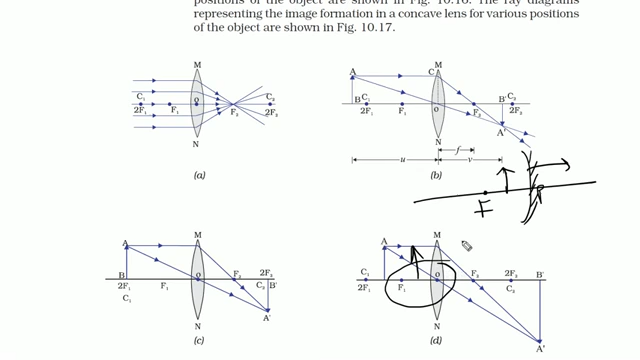 positions of the object are shown in Fig. 10.16. The ray diagrams
representing the image formation in a concave lens for various positions
of the object are shown in Fig. 10.17.
M
C₁
2F₁
F₁
O
F₂
C₂
2F₂
N
(a)
M
A
C
B
C₁
2F₁
F₁
O
F₂
B'
C₂
2F₂
A'
N
f
u
v
(b)
F
P
M
A
B
2F₁
C₁
F₁
O
F₂
2F₂
C₂
B'
A'
N
(c)
M
A
C₁
2F₁
B
F₁
O
F₂
2F₂
C₂
B'
N
A'
(d)